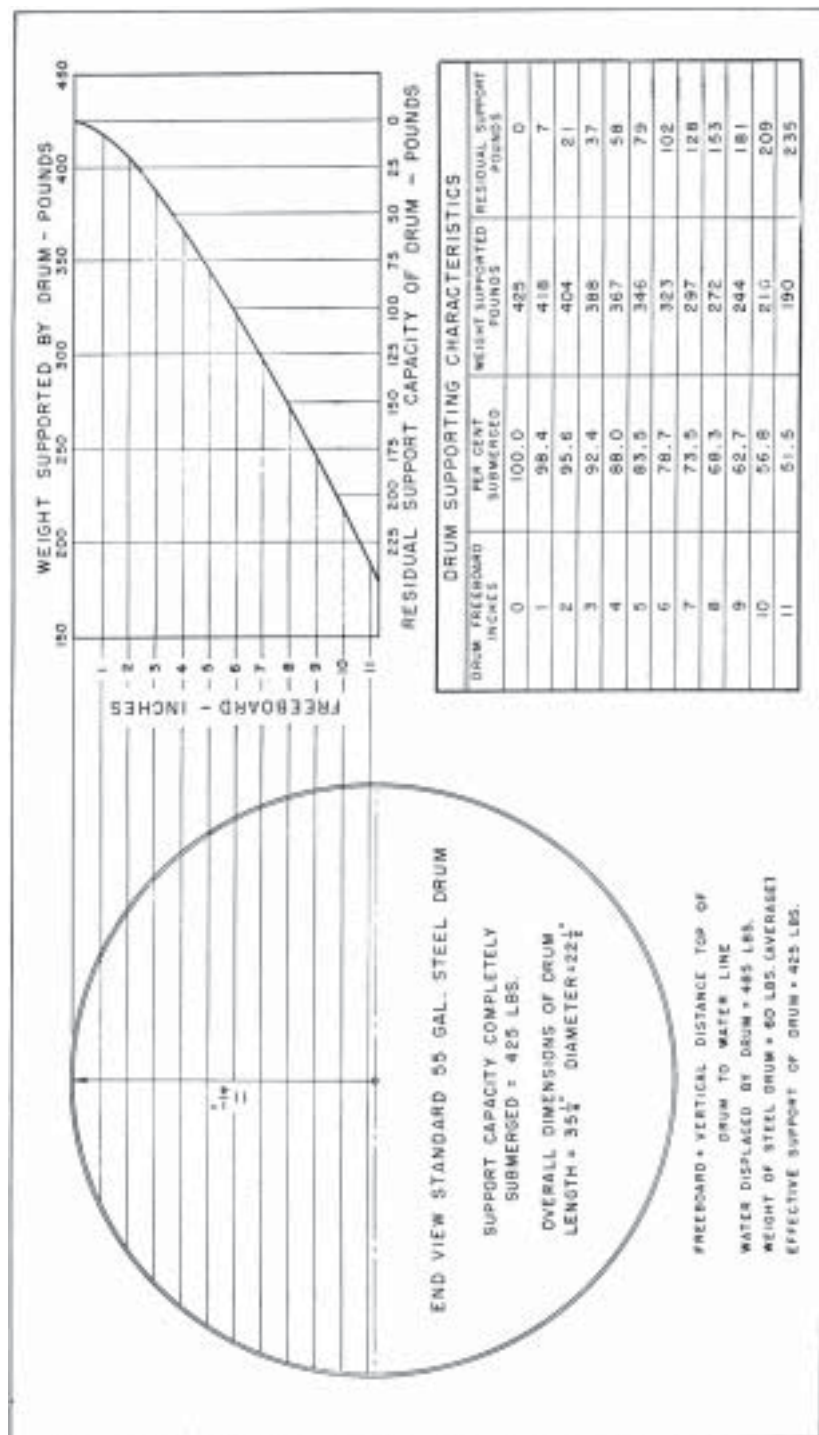 END VIEW STANDARD 55 GAL. STEEL DRUM
11 1/4"
SUPPORT CAPACITY COMPLETELY
SUBMERGED = 425 LBS.
OVERALL DIMENSIONS OF DRUM
LENGTH = 35 1/4" DIAMETER = 22 1/2"
FREEBOARD = VERTICAL DISTANCE TOP OF
DRUM TO WATER LINE
WATER DISPLACED BY DRUM = 485 LBS.
WEIGHT OF STEEL DRUM = 60 LBS. (AVERAGE)
EFFECTIVE SUPPORT OF DRUM = 425 LBS.
WEIGHT SUPPORTED BY DRUM - POUNDS
150 200 250 300 350 400 450
FREEBOARD - INCHES
1
2
3
4
5
6
7
8
9
10
11
225 200 175 150 125 100 75 50 25 0
RESIDUAL SUPPORT CAPACITY OF DRUM - POUNDS
DRUM SUPPORTING CHARACTERISTICS
DRUM FREEBOARD INCHES PER CENT SUBMERGED WEIGHT SUPPORTED POUNDS RESIDUAL SUPPORT POUNDS
0 100.0 425 0
1 98.4 418 7
2 95.6 404 21
3 92.4 388 37
4 88.0 367 58
5 83.5 346 79
6 78.7 323 102
7 73.5 297 128
8 68.3 272 153
9 62.7 244 181
10 56.8 216 209
11 51.5 190 235